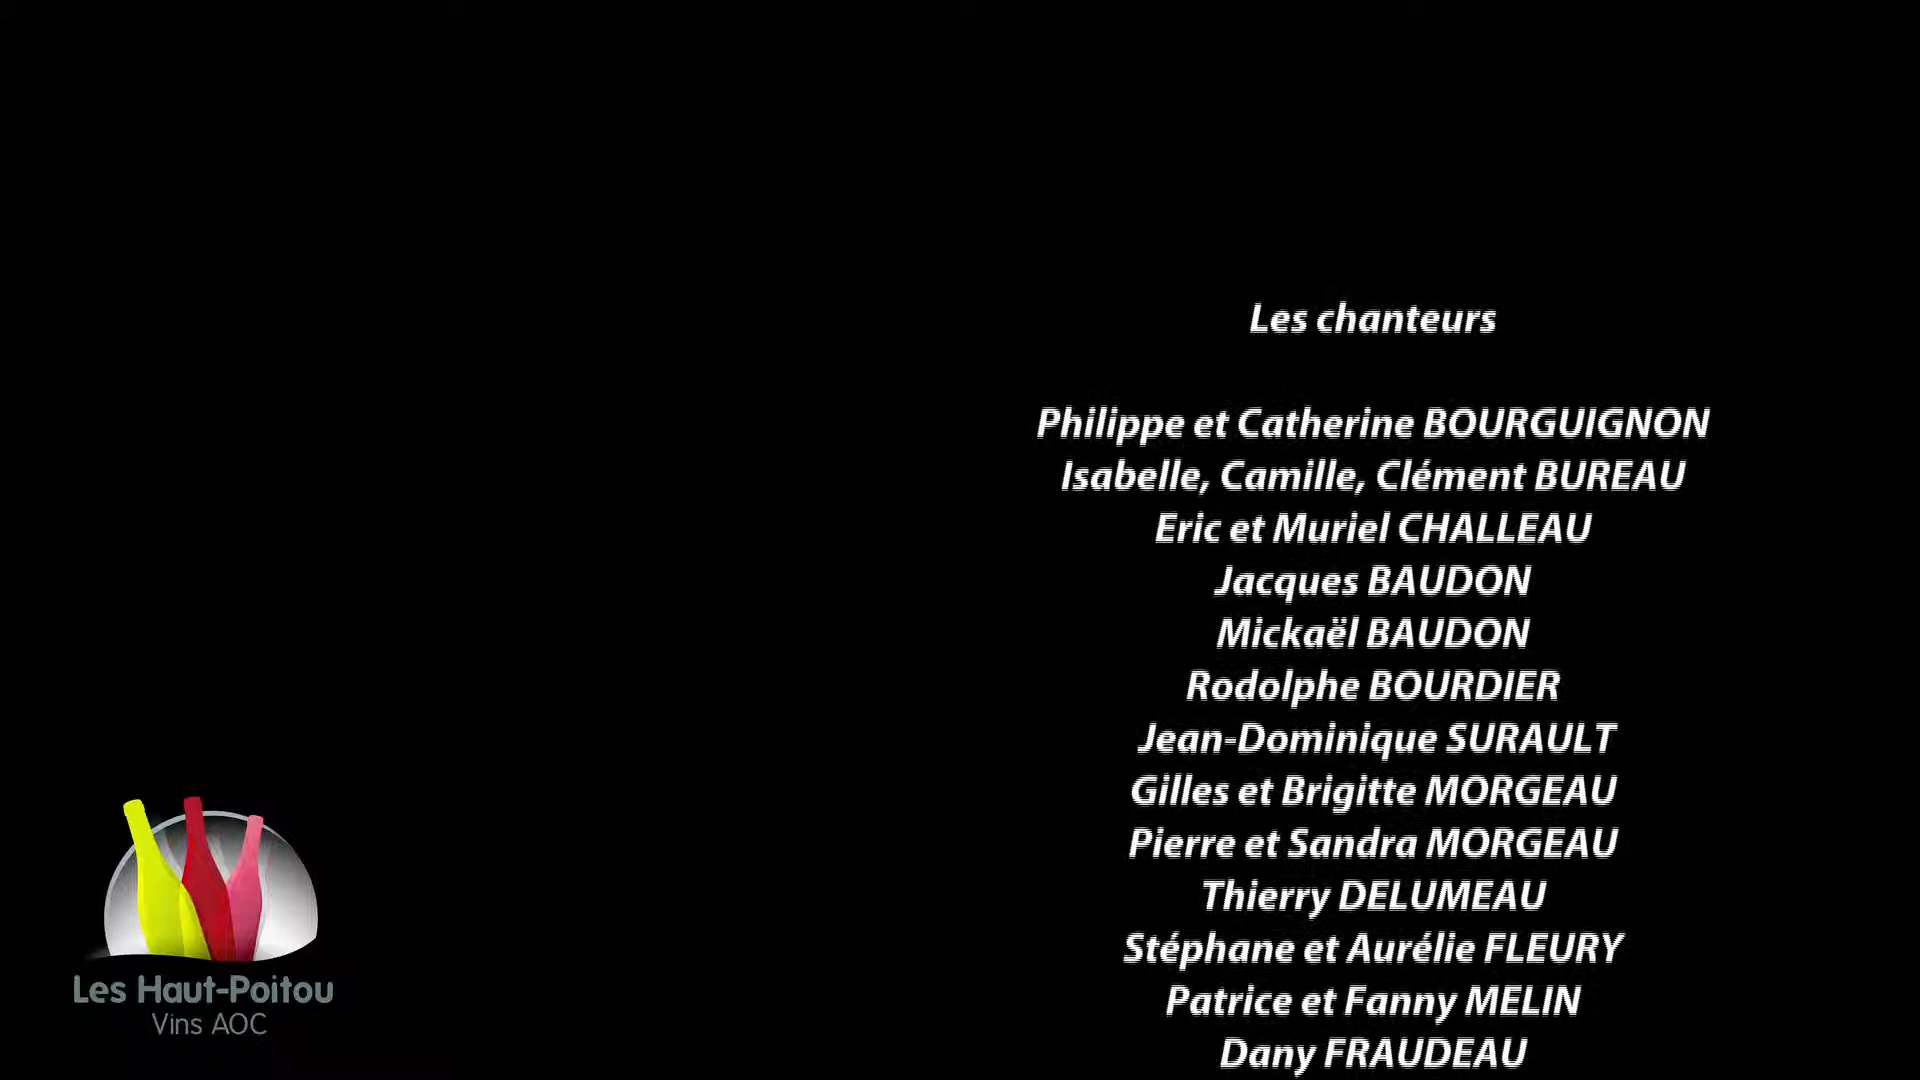 Les chanteurs
Philippe et Catherine BOURGUIGNON
Isabelle, Camille, Clément BUREAU
Eric et Muriel CHALLEAU
Jacques BAUDON
Mickaël BAUDON
Rodolphe BOURDIER
Jean-Dominique SURAULT
Gilles et Brigitte MORGEAU
Pierre et Sandra MORGEAU
Thierry DELUMEAU
Stéphane et Aurélie FLEURY
Patrice et Fanny MELIN
Dany FRAUDEAU
Les Haut-Poitou
Vins AOC